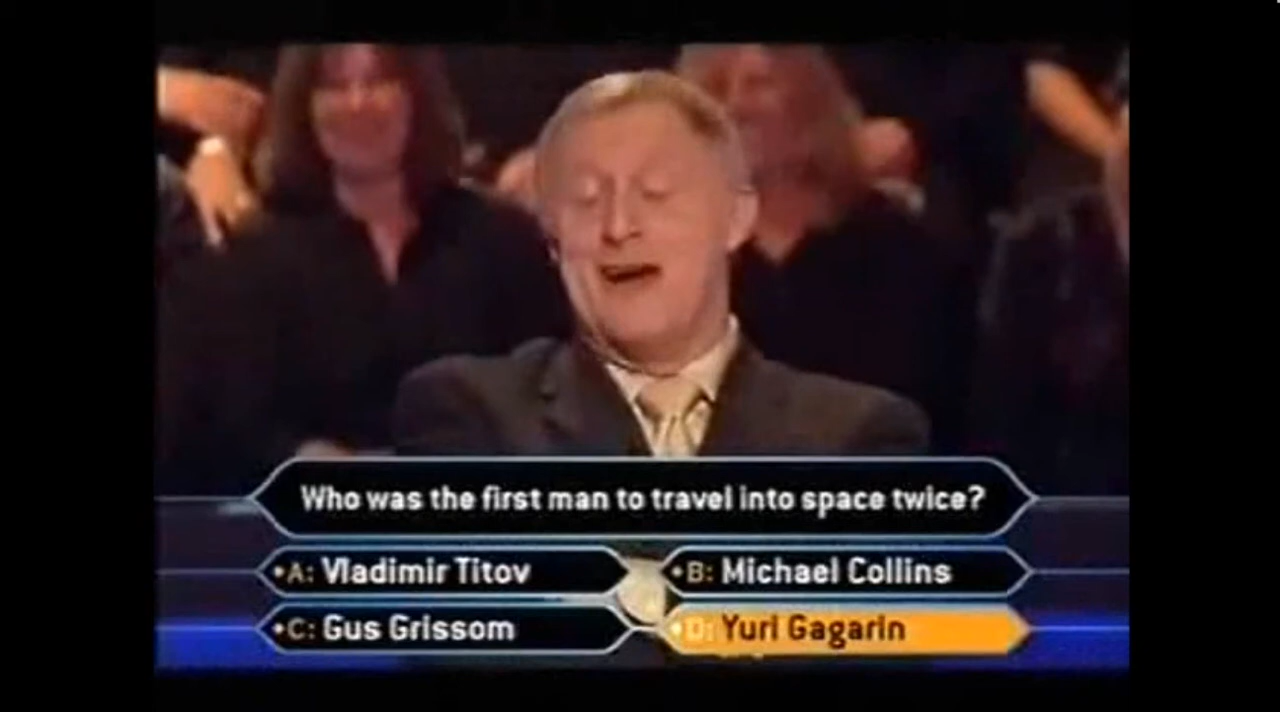 Who was the first man to travel into space twice?
A: Vladimir Titov
B: Michael Collins
C: Gus Grissom
D: Yuri Gagarin